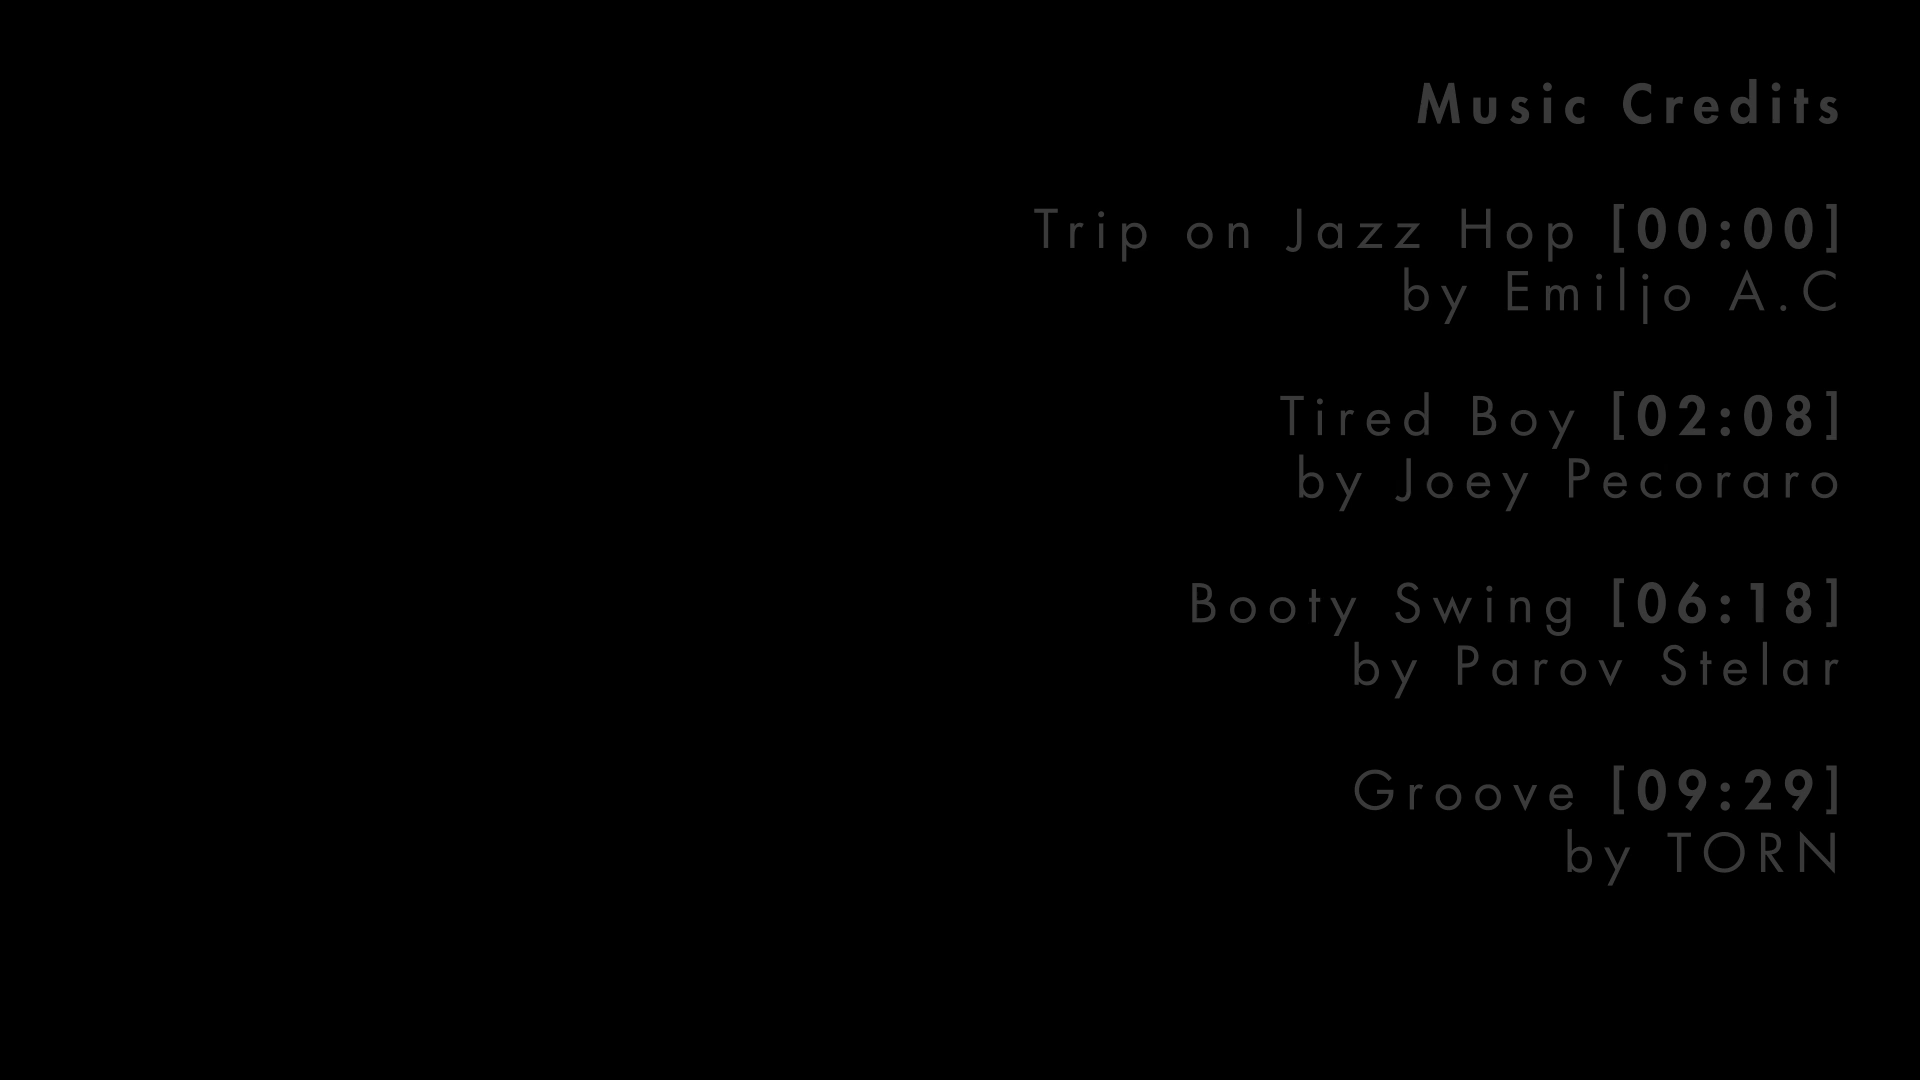 Music Credits
Trip on Jazz Hop [00:00]
by Emiljo A.C
Tired Boy [02:08]
by Joey Pecoraro
Booty Swing [06:18]
by Parov Stelar
Groove [09:29]
by TORN